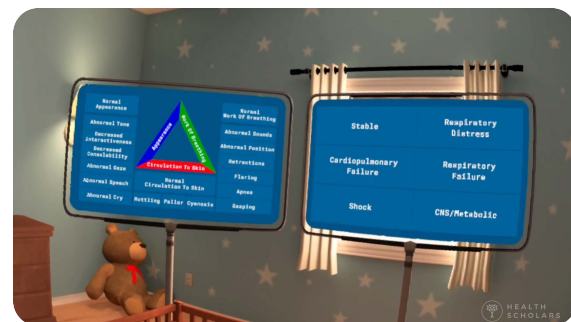 Normal
Appearance
Abnormal Tone
Decreased
Interactiveness
Decreased
Consolability
Abnormal Gaze
Abnormal Speech
Abnormal Cry
Appearance
Work Of Breathing
Circulation To Skin
Normal
Circulation To Skin
Mottling Pallor Cyanosis
Normal
Work Of Breathing
Abnormal Sounds
Abnormal Position
Retractions
Flaring
Apnea
Gasping
Stable
Respiratory
Distress
Cardiopulmonary
Failure
Respiratory
Failure
Shock
CNS/Metabolic
HEALTH
SCHOLARS